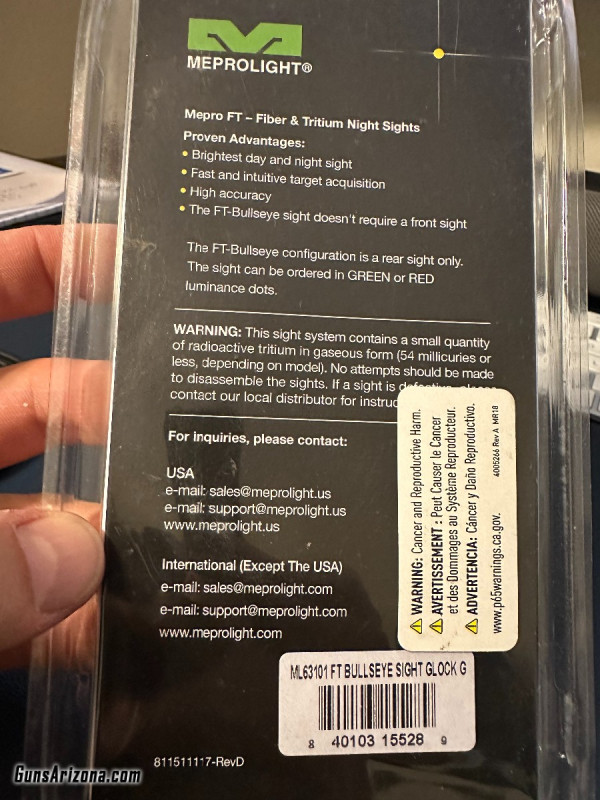 MEPROLIGHT®
Mepro FT – Fiber & Tritium Night Sights
Proven Advantages:
• Brightest day and night sight
• Fast and intuitive target acquisition
• High accuracy
• The FT-Bullseye sight doesn't require a front sight
The FT-Bullseye configuration is a rear sight only.
The sight can be ordered in GREEN or RED
luminance dots.
WARNING: This sight system contains a small quantity
of radioactive tritium in gaseous form (54 millicuries or
less, depending on model). No attempts should be made
to disassemble the sights. If a sight is
contact our local distributor for
For inquiries, please contact:
USA
e-mail: sales@meprolight.us
e-mail: support@meprolight.us
www.meprolight.us
International (Except The USA)
e-mail: sales@meprolight.com
e-mail: support@meprolight.com
www.meprolight.com
811511117-RevD
WARNING: Cancer and Reproductive Harm.
AVERTISSEMENT : Peut Causer le Cancer
et des Dommages au Système Reproducteur.
ADVERTENCIA: Cáncer y Daño Reproductivo.
www.p65warnings.ca.gov.
4005266 Rev A MR18
ML63101 FT BULLSEYE SIGHT GLOCK G
8 40103 15528 9
GunsArizona.com